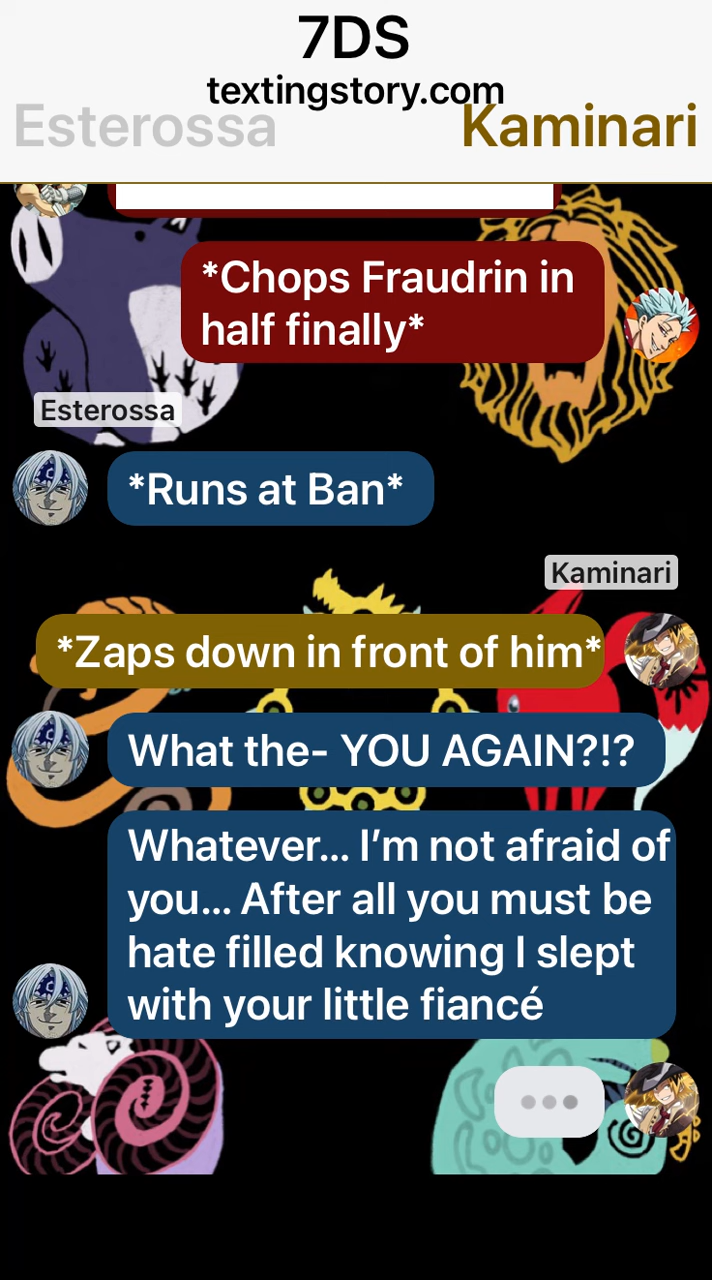 7DS
textingstory.com
Esterossa
Kaminari
*Chops Fraudrin in
half finally*
Esterossa
*Runs at Ban*
Kaminari
*Zaps down in front of him*
What the- YOU AGAIN?!?
Whatever... I’m not afraid of
you... After all you must be
hate filled knowing I slept
with your little fiancé